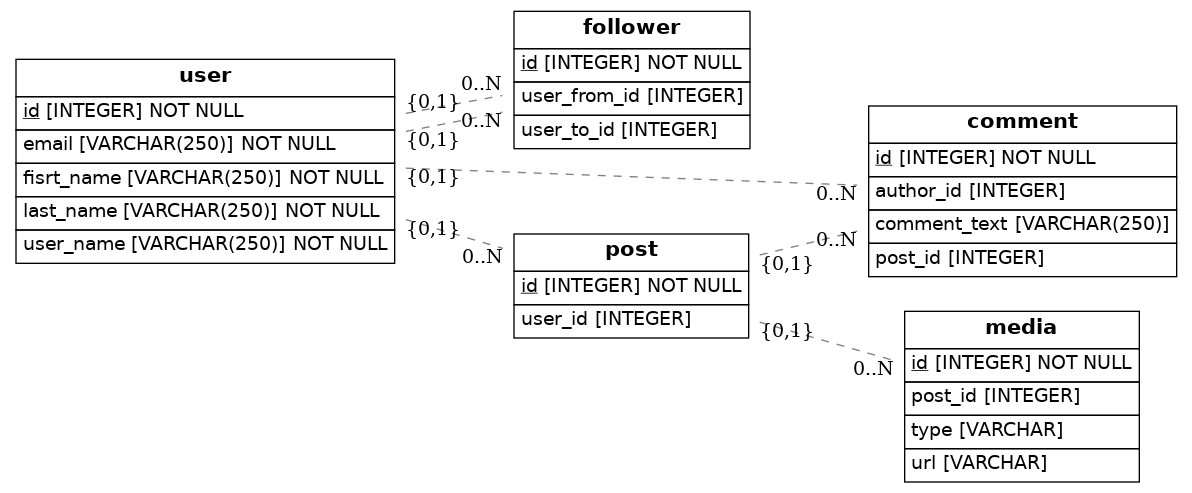 user
id [INTEGER] NOT NULL
email [VARCHAR(250)] NOT NULL
fisrt_name [VARCHAR(250)] NOT NULL
last_name [VARCHAR(250)] NOT NULL
user_name [VARCHAR(250)] NOT NULL
{0,1}
0..N
{0,1}
0..N
{0,1}
0..N
{0,1}
0..N
follower
id [INTEGER] NOT NULL
user_from_id [INTEGER]
user_to_id [INTEGER]
post
id [INTEGER] NOT NULL
user_id [INTEGER]
{0,1}
0..N
{0,1}
0..N
comment
id [INTEGER] NOT NULL
author_id [INTEGER]
comment_text [VARCHAR(250)]
post_id [INTEGER]
media
id [INTEGER] NOT NULL
post_id [INTEGER]
type [VARCHAR]
url [VARCHAR]